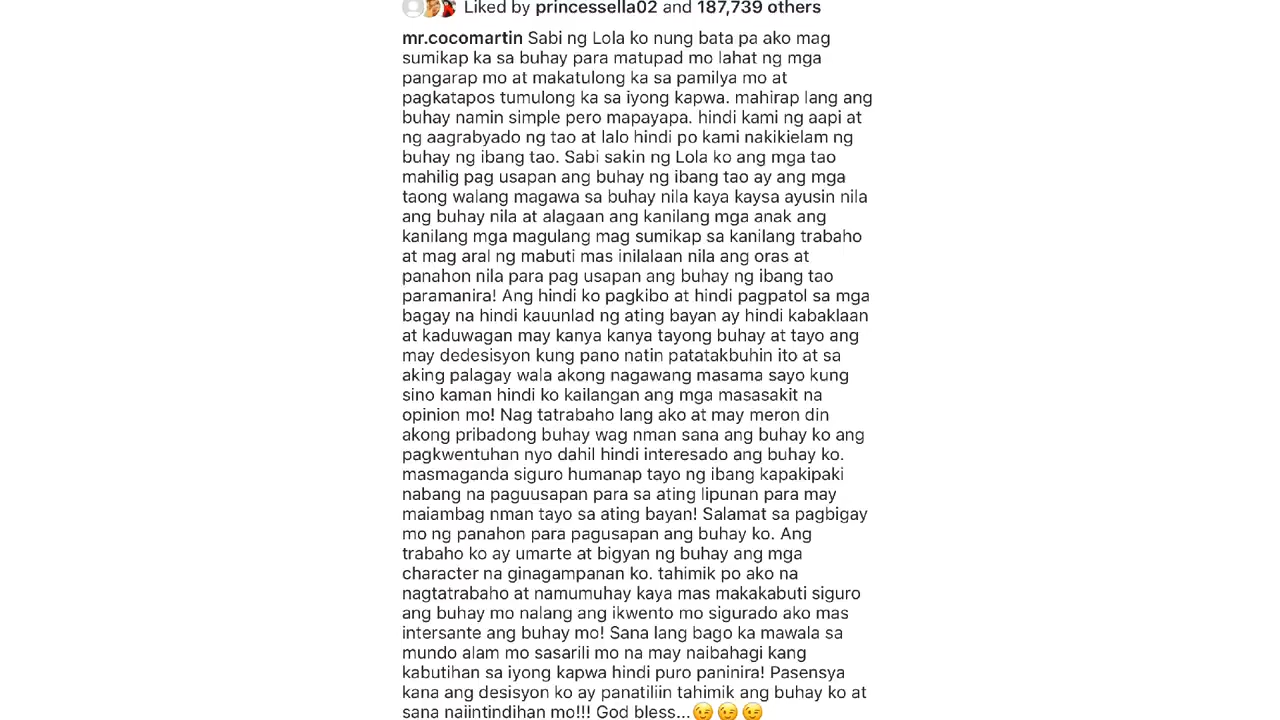 Liked by princessella02 and 187,739 others
mr.cocomartin Sabi ng Lola ko nung bata pa ako mag
sumikap ka sa buhay para matupad mo lahat ng mga
pangarap mo at makatulong ka sa pamilya mo at
pagkatapos tumulong ka sa iyong kapwa. mahirap lang ang
buhay namin simple pero mapayapa. hindi kami ng aapi at
ng aagrabyado ng tao at lalo hindi po kami nakikielam ng
buhay ng ibang tao. Sabi sakin ng Lola ko ang mga tao
mahilig pag usapan ang buhay ng ibang tao ay ang mga
taong walang magawa sa buhay nila kaya kaysa ayusin nila
ang buhay nila at alagaan ang kanilang mga anak ang
kanilang mga magulang mag sumikap sa kanilang trabaho
at mag aral ng mabuti mas inilalaan nila ang oras at
panahon nila para pag usapan ang buhay ng ibang tao
paramanira! Ang hindi ko pagkibo at hindi pagpatol sa mga
bagay na hindi kauunlad ng ating bayan ay hindi kabaklaan
at kaduwagan may kanya kanya tayong buhay at tayo ang
may dedesisyon kung pano natin patatakbuhin ito at sa
aking palagay wala akong nagawang masama sayo kung
sino kaman hindi ko kailangan ang mga masasakit na
opinion mo! Nag tatrabaho lang ako at may meron din
akong pribadong buhay wag nman sana ang buhay ko ang
pagkwentuhan nyo dahil hindi interesado ang buhay ko.
masmaganda siguro humanap tayo ng ibang kapakipaki
nabang na paguusapan para sa ating lipunan para may
maiambag nman tayo sa ating bayan! Salamat sa pagbigay
mo ng panahon para pagusapan ang buhay ko. Ang
trabaho ko ay umarte at bigyan ng buhay ang mga
character na ginagampanan ko. tahimik po ako na
nagtatrabaho at namumuhay kaya mas makakabuti siguro
ang buhay mo nalang ang ikwento mo sigurado ako mas
intersante ang buhay mo! Sana lang bago ka mawala sa
mundo alam mo sasarili mo na may naibahagi kang
kabutihan sa iyong kapwa hindi puro paninira! Pasensya
kana ang desisyon ko ay panatiliin tahimik ang buhay ko at
sana naiintindihan mo!!! God bless...😉😉😉